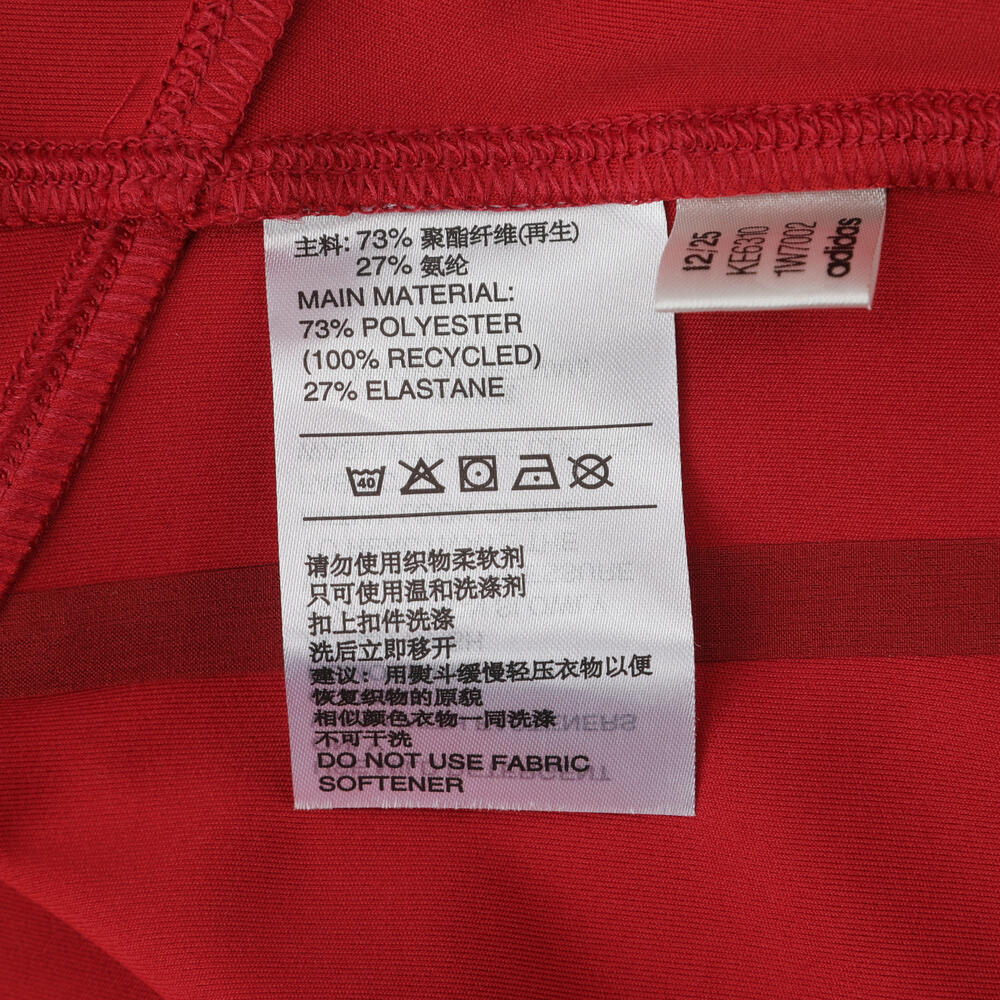 主料: 73% 聚酯纤维(再生)
27% 氨纶
MAIN MATERIAL:
73% POLYESTER
(100% RECYCLED)
27% ELASTANE
40
请勿使用织物柔软剂
只可使用温和洗涤剂
扣上扣件洗涤
洗后立即移开
建议: 用熨斗缓慢轻压衣物以便
恢复织物的原貌
相似颜色衣物一同洗涤
不可干洗
DO NOT USE FABRIC
SOFTENER
12/25
KE6310
1W7002
adidas